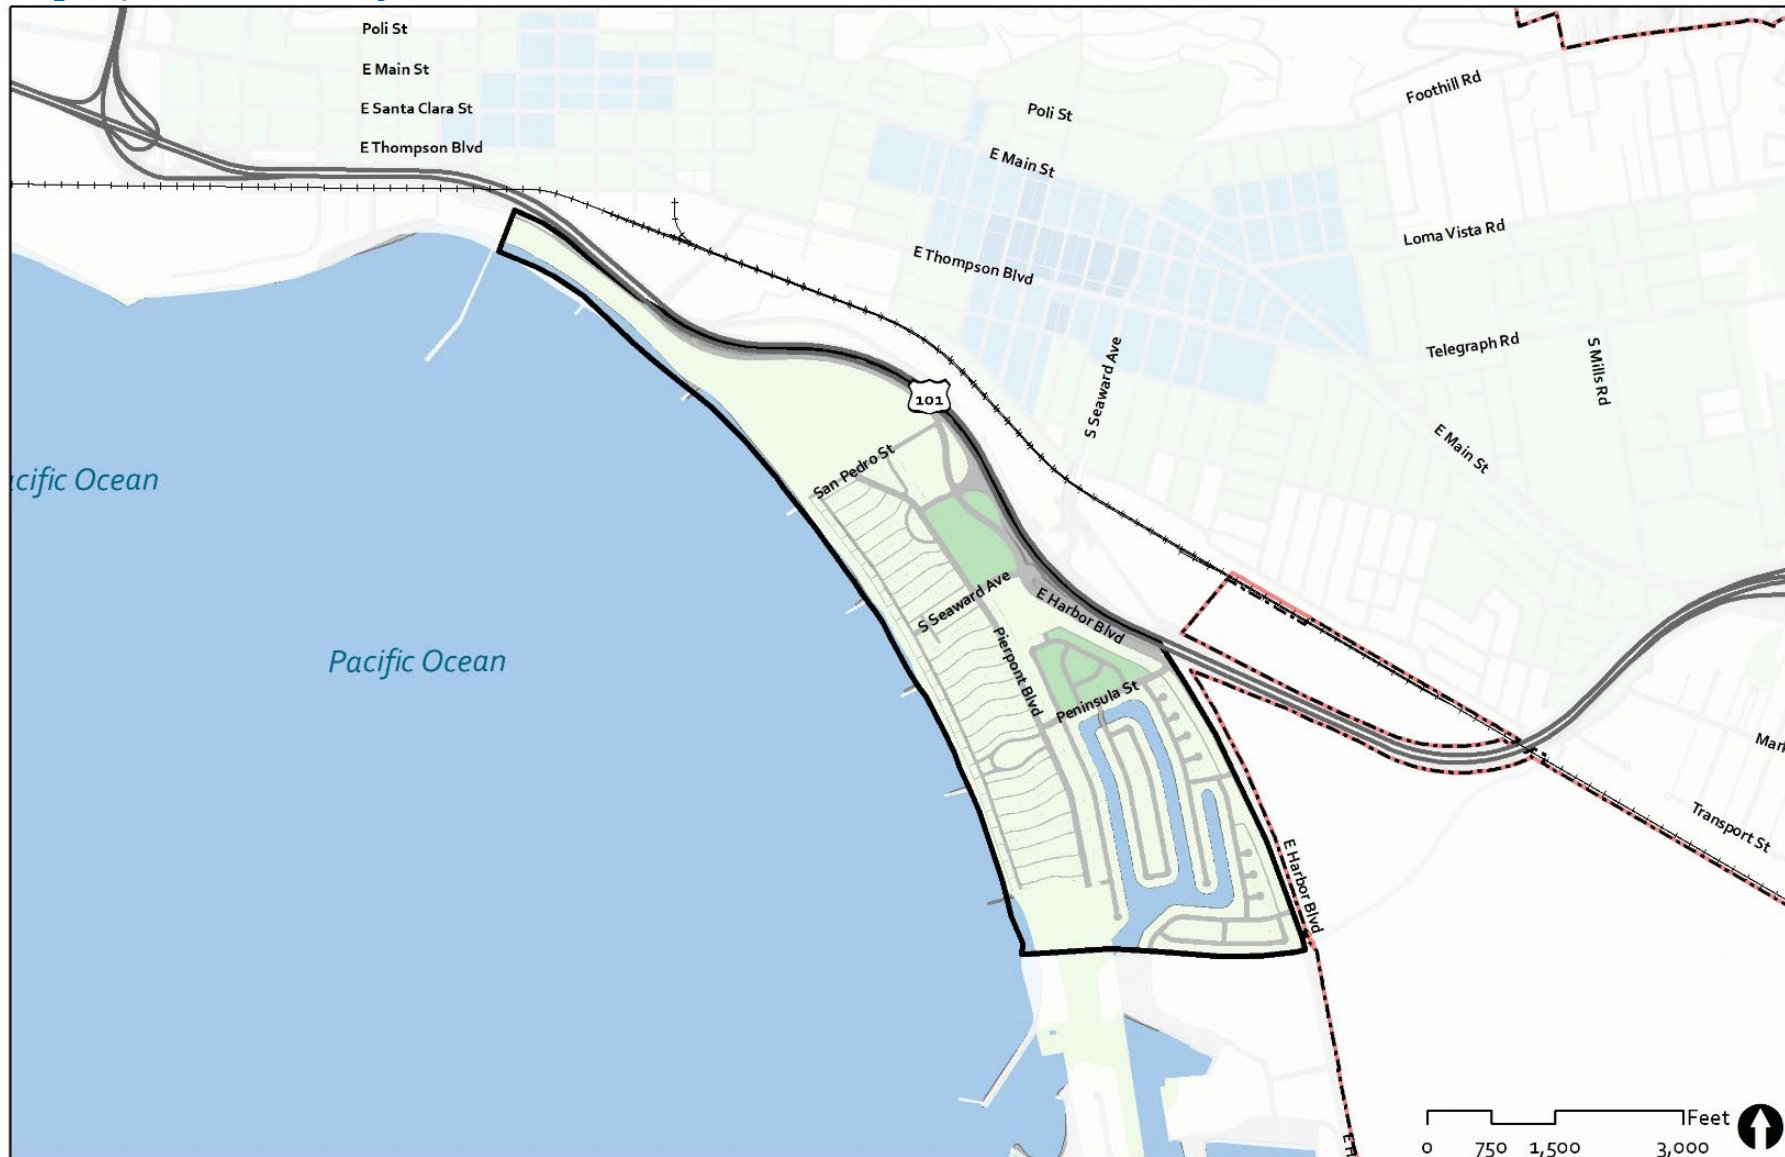 Poli St
E Main St
E Santa Clara St
E Thompson Blvd
Foothill Rd
Poli St
E Main St
Loma Vista Rd
E Thompson Blvd
S Seaward Ave
Telegraph Rd
S Mills Rd
101
E Main St
San Pedro St
cific Ocean
S Seaward Ave
E Harbor Blvd
Pacific Ocean
Pierpont Blvd
Peninsula St
Transport St
E Harbor Blvd
Feet
0 750 1,500 3,000